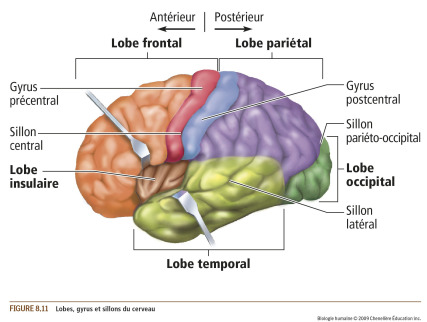 Antérieur Postérieur
Lobe frontal Lobe pariétal
Gyrus
précentral
Gyrus
postcentral
Sillon
central
Sillon
pariéto-occipital
Lobe
insulaire
Lobe
occipital
Sillon
latéral
Lobe temporal
FIGURE 8.11 Lobes, gyrus et sillons du cerveau
Biologie humaine © 2009 Chenelière Éducation Inc.